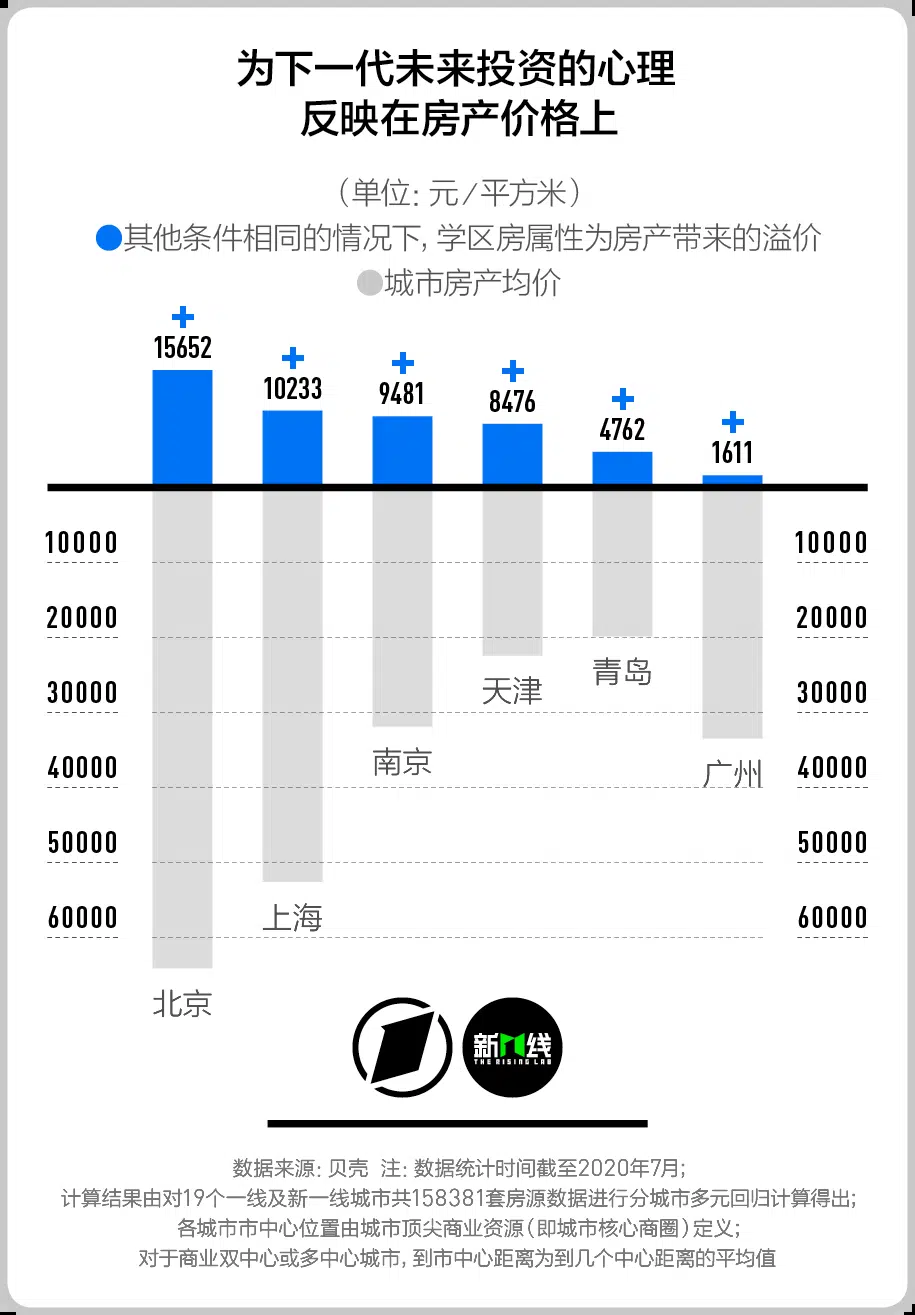 为下一代未来投资的心理
反映在房产价格上
（单位：元/平方米）
其他条件相同的情况下，学区房属性为房产带来的溢价
城市房产均价
+ + + + + +
15652 10233 9481 8476 4762 1611
10000 10000
20000 20000
青岛
30000 天津 30000
南京
40000 广州 40000
50000 50000
60000 上海 60000
北京
新一线
THE RISING LAB
数据来源：贝壳 注：数据统计时间截至2020年7月；
计算结果由对19个一线及新一线城市共158381套房源数据进行分城市多元回归计算得出；
各城市市中心位置由城市顶尖商业资源（即城市核心商圈）定义；
对于商业双中心或多中心城市，到市中心距离为到几个中心距离的平均值